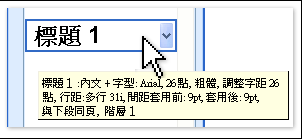 標題 1
標題 1 :內文 + 字型: Arial, 26 點, 粗體, 調整字距 26
點, 行距:多行 3 li, 間距套用前: 9pt, 套用後: 9pt,
與下段同頁, 階層 1